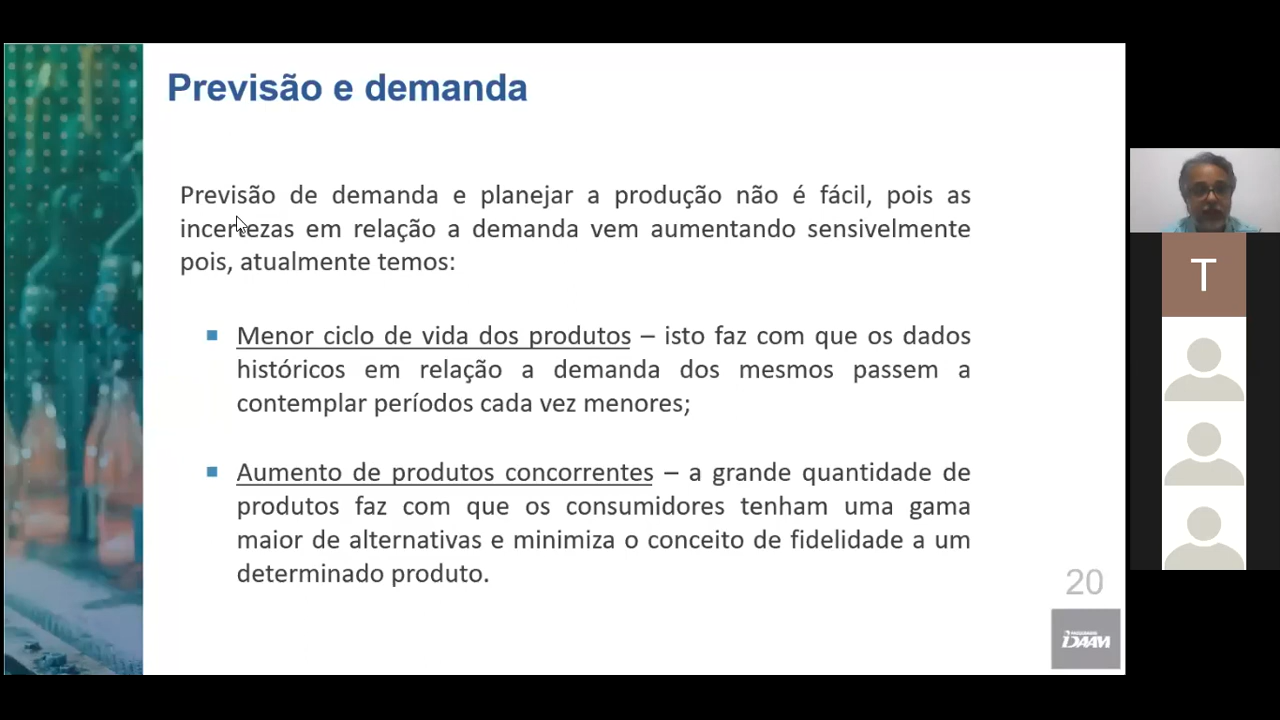 Previsão e demanda
Previsão de demanda e planejar a produção não é fácil, pois as
incertezas em relação a demanda vem aumentando sensivelmente
pois, atualmente temos:
Menor ciclo de vida dos produtos – isto faz com que os dados
históricos em relação a demanda dos mesmos passem a
contemplar períodos cada vez menores;
Aumento de produtos concorrentes – a grande quantidade de
produtos faz com que os consumidores tenham uma gama
maior de alternativas e minimiza o conceito de fidelidade a um
determinado produto.
20
T